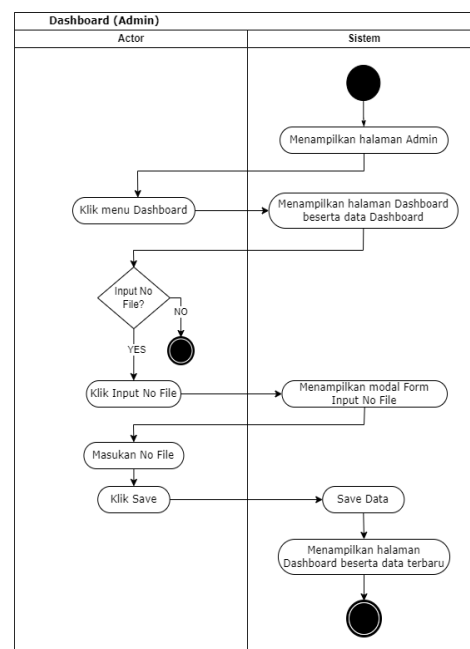 Dashboard (Admin)
Actor
Sistem
Menampilkan halaman Admin
Klik menu Dashboard
Menampilkan halaman Dashboard
beserta data Dashboard
Input No
File?
NO
YES
Klik Input No File
Menampilkan modal Form
Input No File
Masukan No File
Klik Save
Save Data
Menampilkan halaman
Dashboard beserta data terbaru